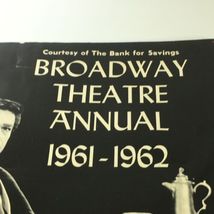 Courtesy of The Bank for Savings
BROADWAY
THEATRE
ANNUAL
1961-1962